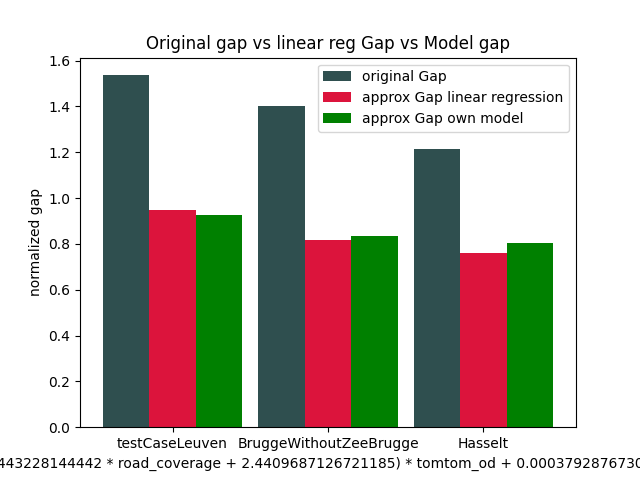 Original gap vs linear reg Gap vs Model gap
original Gap
approx Gap linear regression
approx Gap own model
normalized gap
1.6
1.4
1.2
1.0
0.8
0.6
0.4
0.2
0.0
testCaseLeuven BruggeWithoutZeeBrugge Hasselt
443228144442 * road_coverage + 2.4409687126721185) * tomtom_od + 0.0003792876730